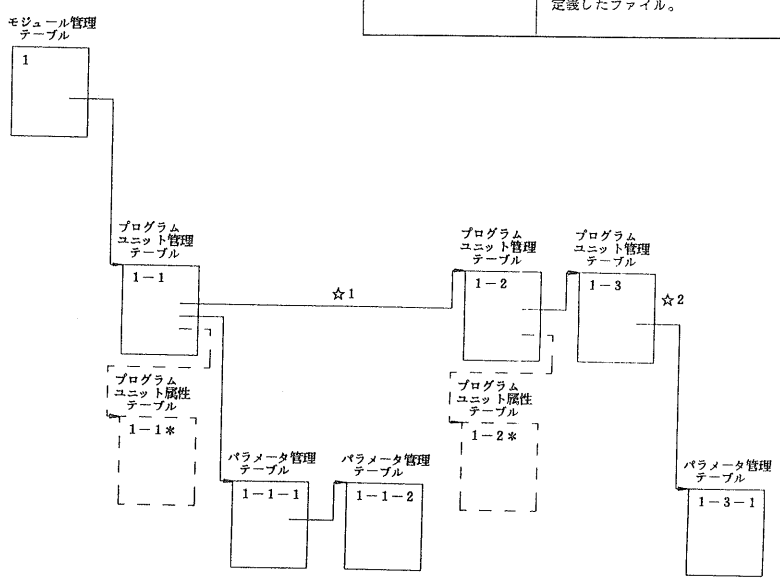 定義したファイル。
モジュール管理
テーブル
1
プログラム
ユニット管理
テーブル
1-1
☆1
プログラム
ユニット管理
テーブル
1-2
プログラム
ユニット管理
テーブル
1-3
☆2
プログラム
ユニット属性
テーブル
1-1*
プログラム
ユニット属性
テーブル
1-2*
パラメータ管理
テーブル
1-1-1
パラメータ管理
テーブル
1-1-2
パラメータ管理
テーブル
1-3-1